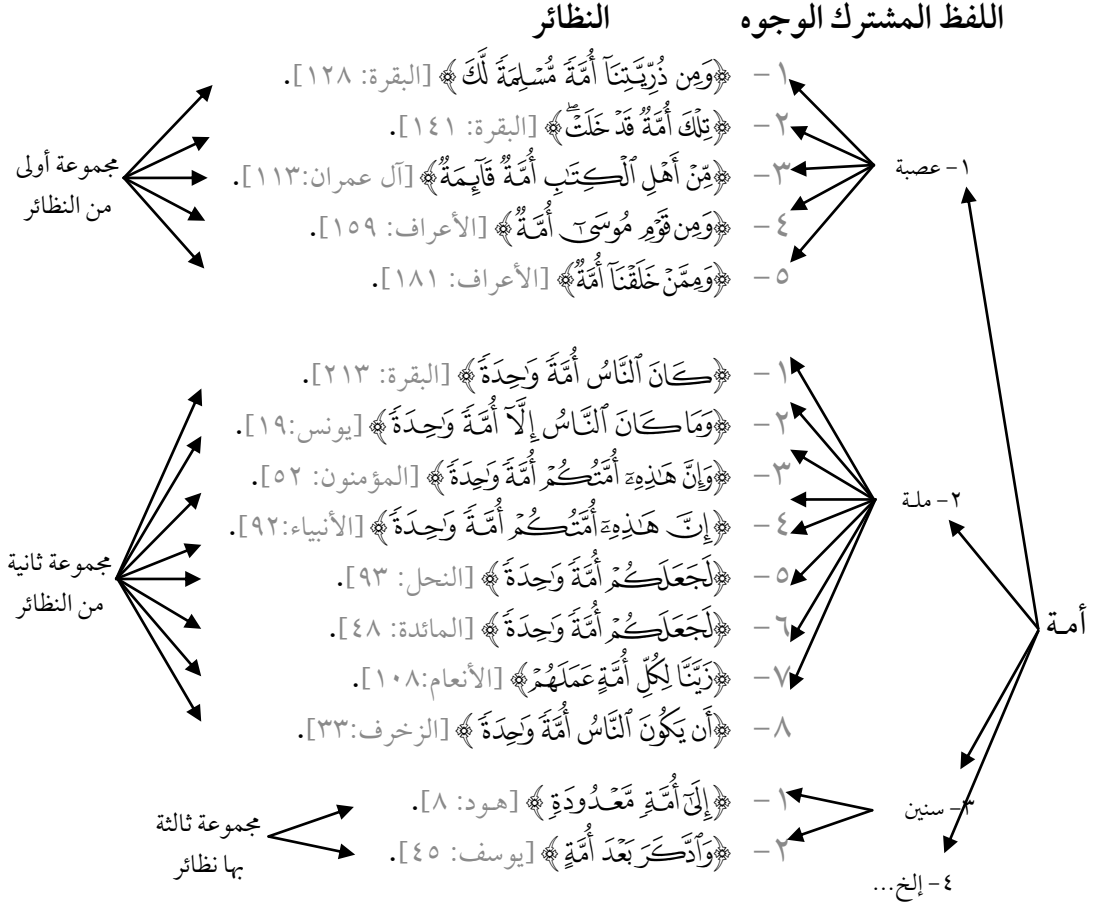 اللفظ المشترك الوجوه النظائر
١- ﴿وَمِن ذُرِّيَّتِنَآ أُمَّةٗ مُّسۡلِمَةٗ لَّكَ﴾ [البقرة: ١٢٨].
٢- ﴿تِلۡكَ أُمَّةٞ قَدۡ خَلَتۡۖ﴾ [البقرة: ١٤١].
١- عصبة
٣- ﴿مِّنۡ أَهۡلِ ٱلۡكِتَٰبِ أُمَّةٞ قَآئِمَةٞ﴾ [آل عمران:١١٣].
مجموعة أولى
من النظائر
٤- ﴿وَمِن قَوۡمِ مُوسَىٰٓ أُمَّةٞ﴾ [الأعراف: ١٥٩].
٥- ﴿وَمِمَّنۡ خَلَقۡنَآ أُمَّةٞ﴾ [الأعراف: ١٨١].
١- ﴿كَانَ ٱلنَّاسُ أُمَّةٗ وَٰحِدَةٗ﴾ [البقرة: ٢١٣].
٢- ﴿وَمَا كَانَ ٱلنَّاسُ إِلَّآ أُمَّةٗ وَٰحِدَةٗ﴾ [يونس:١٩].
٣- ﴿وَإِنَّ هَٰذِهِۦٓ أُمَّتُكُمۡ أُمَّةٗ وَٰحِدَةٗ﴾ [المؤمنون: ٥٢].
٢- ملة
٤- ﴿إِنَّ هَٰذِهِۦٓ أُمَّتُكُمۡ أُمَّةٗ وَٰحِدَةٗ﴾ [الأنبياء:٩٢].
٥- ﴿لَجَعَلَكُمۡ أُمَّةٗ وَٰحِدَةٗ﴾ [النحل: ٩٣].
مجموعة ثانية
من النظائر
أمة
٦- ﴿لَجَعَلَكُمۡ أُمَّةٗ وَٰحِدَةٗ﴾ [المائدة: ٤٨].
٧- ﴿زَيَّنَّا لِكُلِّ أُمَّةٍ عَمَلَهُمۡ﴾ [الأنعام:١٠٨].
٨- ﴿أَن يَكُونَ ٱلنَّاسُ أُمَّةٗ وَٰحِدَةٗ﴾ [الزخرف:٣٣].
٣- سنين
١- ﴿إِلَىٰٓ أُمَّةٖ مَّعۡدُودَةٖ﴾ [هود: ٨].
مجموعة ثالثة
بها نظائر
٢- ﴿وَٱدَّكَرَ بَعۡدَ أُمَّةٍ﴾ [يوسف: ٤٥].
٤- إلخ...